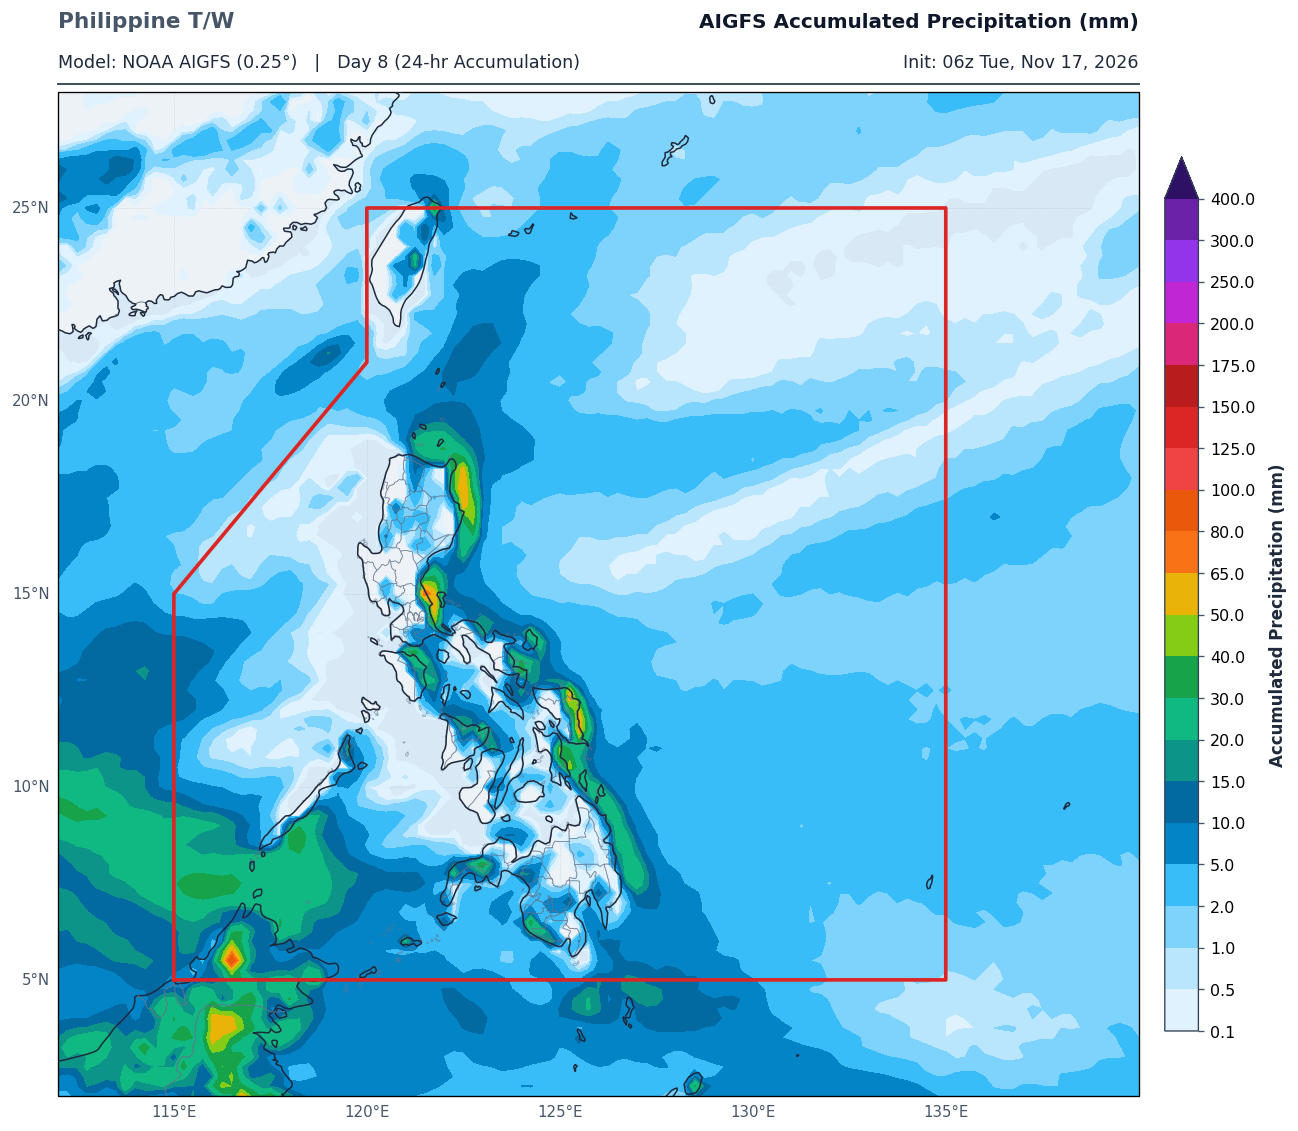 Philippine T/W
AIGFS Accumulated Precipitation (mm)
Model: NOAA AIGFS (0.25°) | Day 8 (24-hr Accumulation)
Init: 06z Tue, Nov 17, 2026
25°N
20°N
15°N
10°N
5°N
115°E
120°E
125°E
130°E
135°E
400.0
300.0
250.0
200.0
175.0
150.0
125.0
100.0
80.0
65.0
50.0
40.0
30.0
20.0
15.0
10.0
5.0
2.0
1.0
0.5
0.1
Accumulated Precipitation (mm)